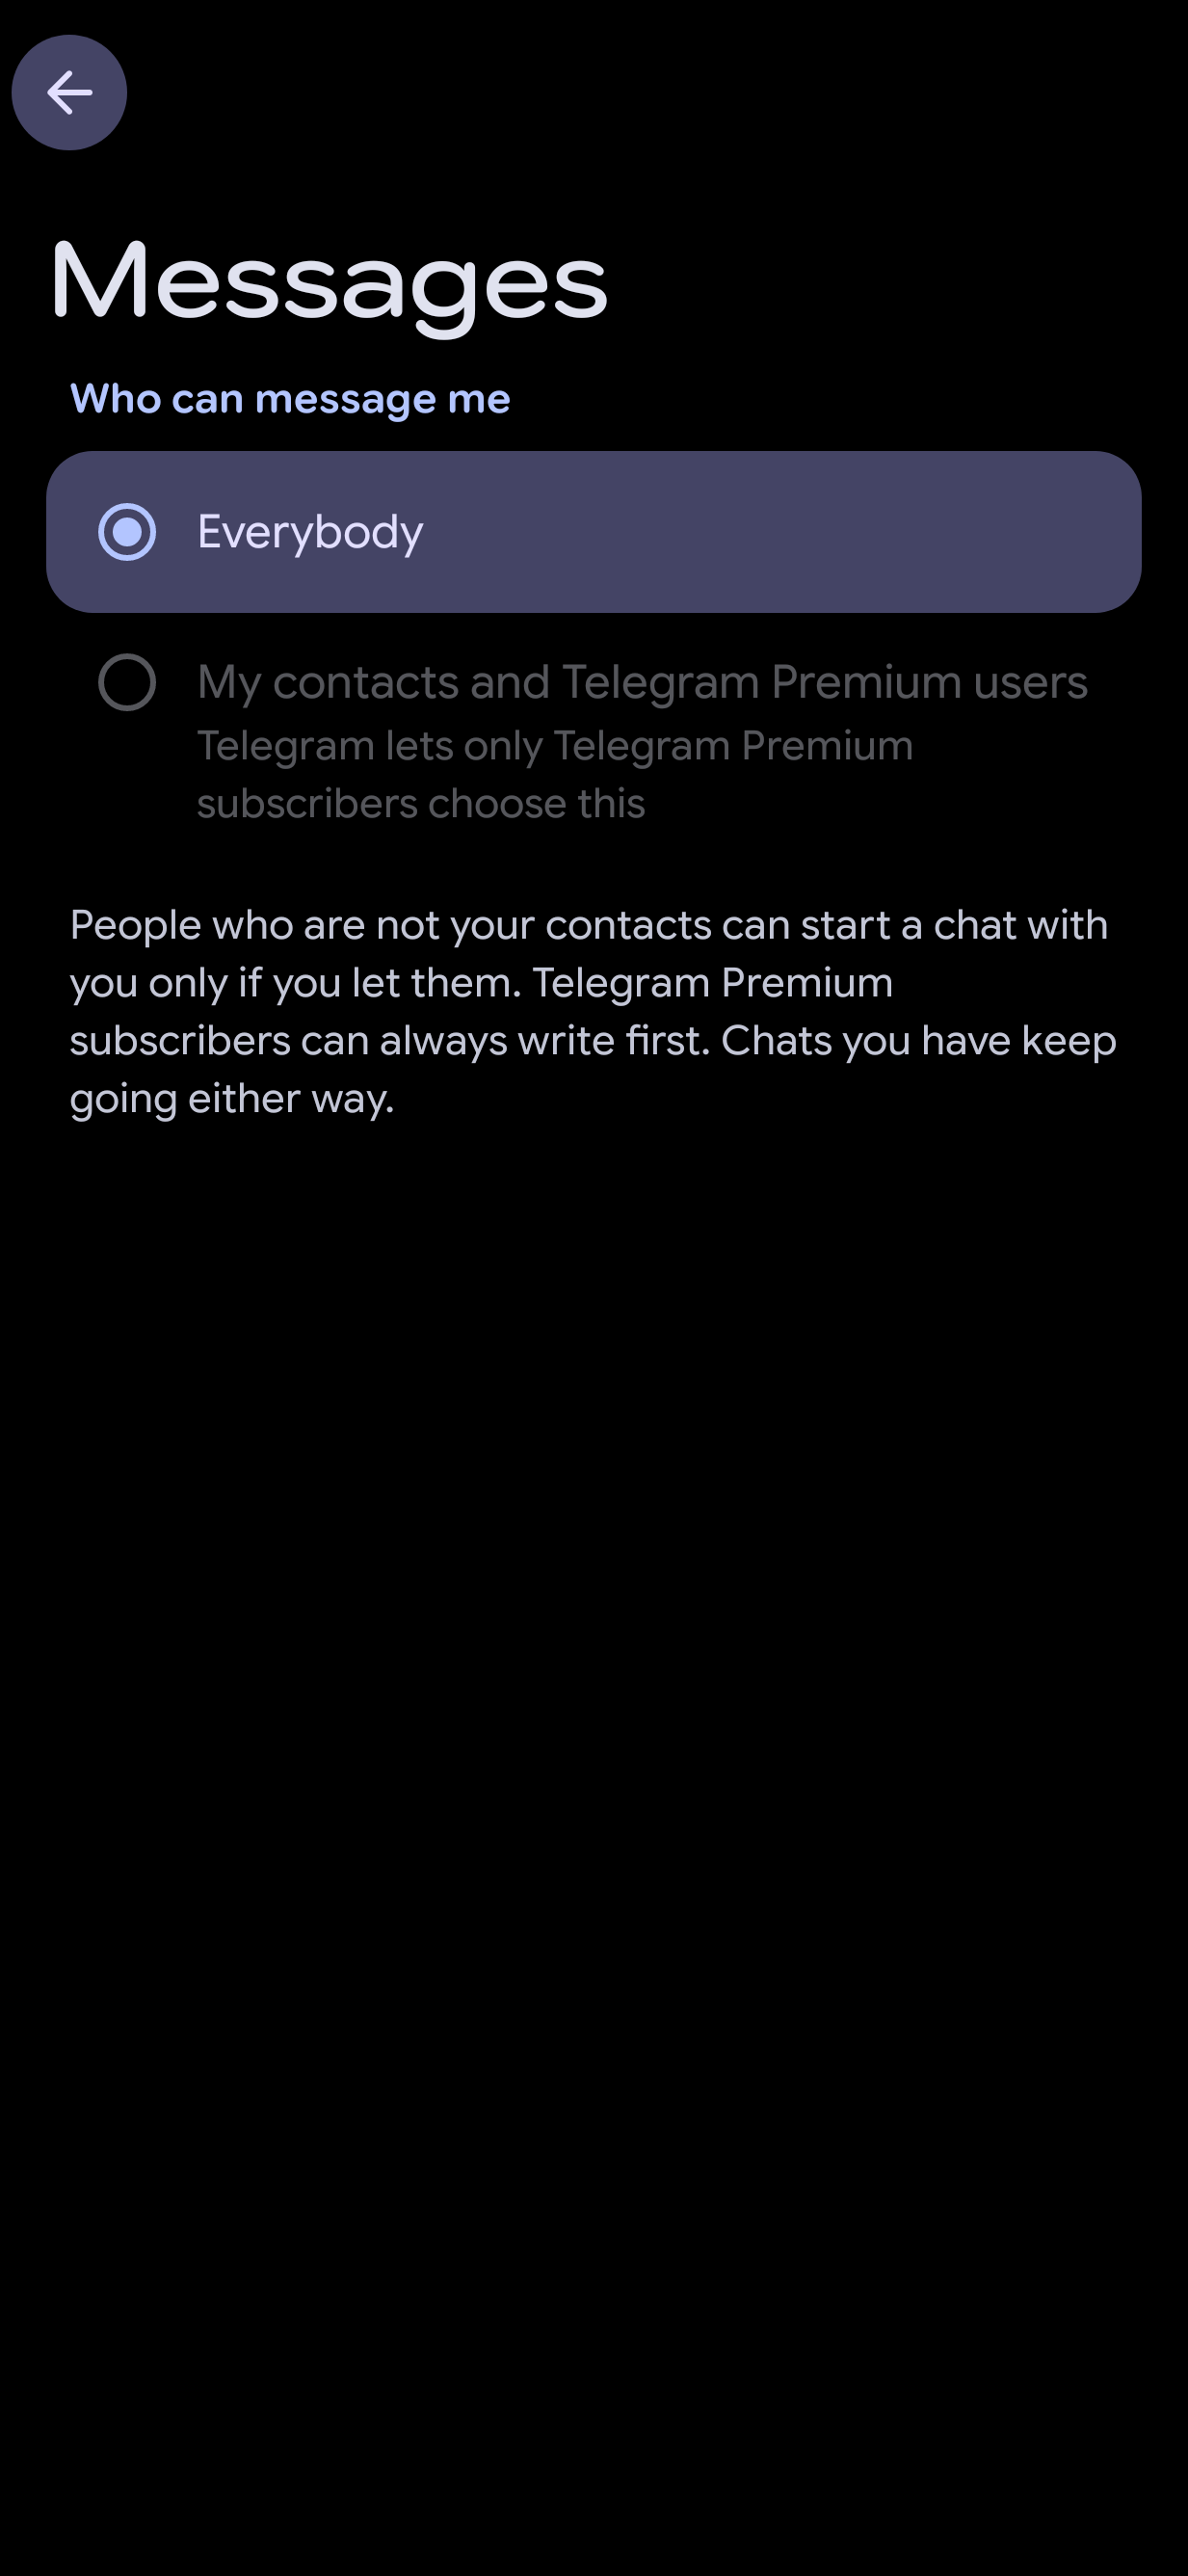 Messages
Who can message me
Everybody
My contacts and Telegram Premium users
Telegram lets only Telegram Premium
subscribers choose this
People who are not your contacts can start a chat with
you only if you let them. Telegram Premium
subscribers can always write first. Chats you have keep
going either way.